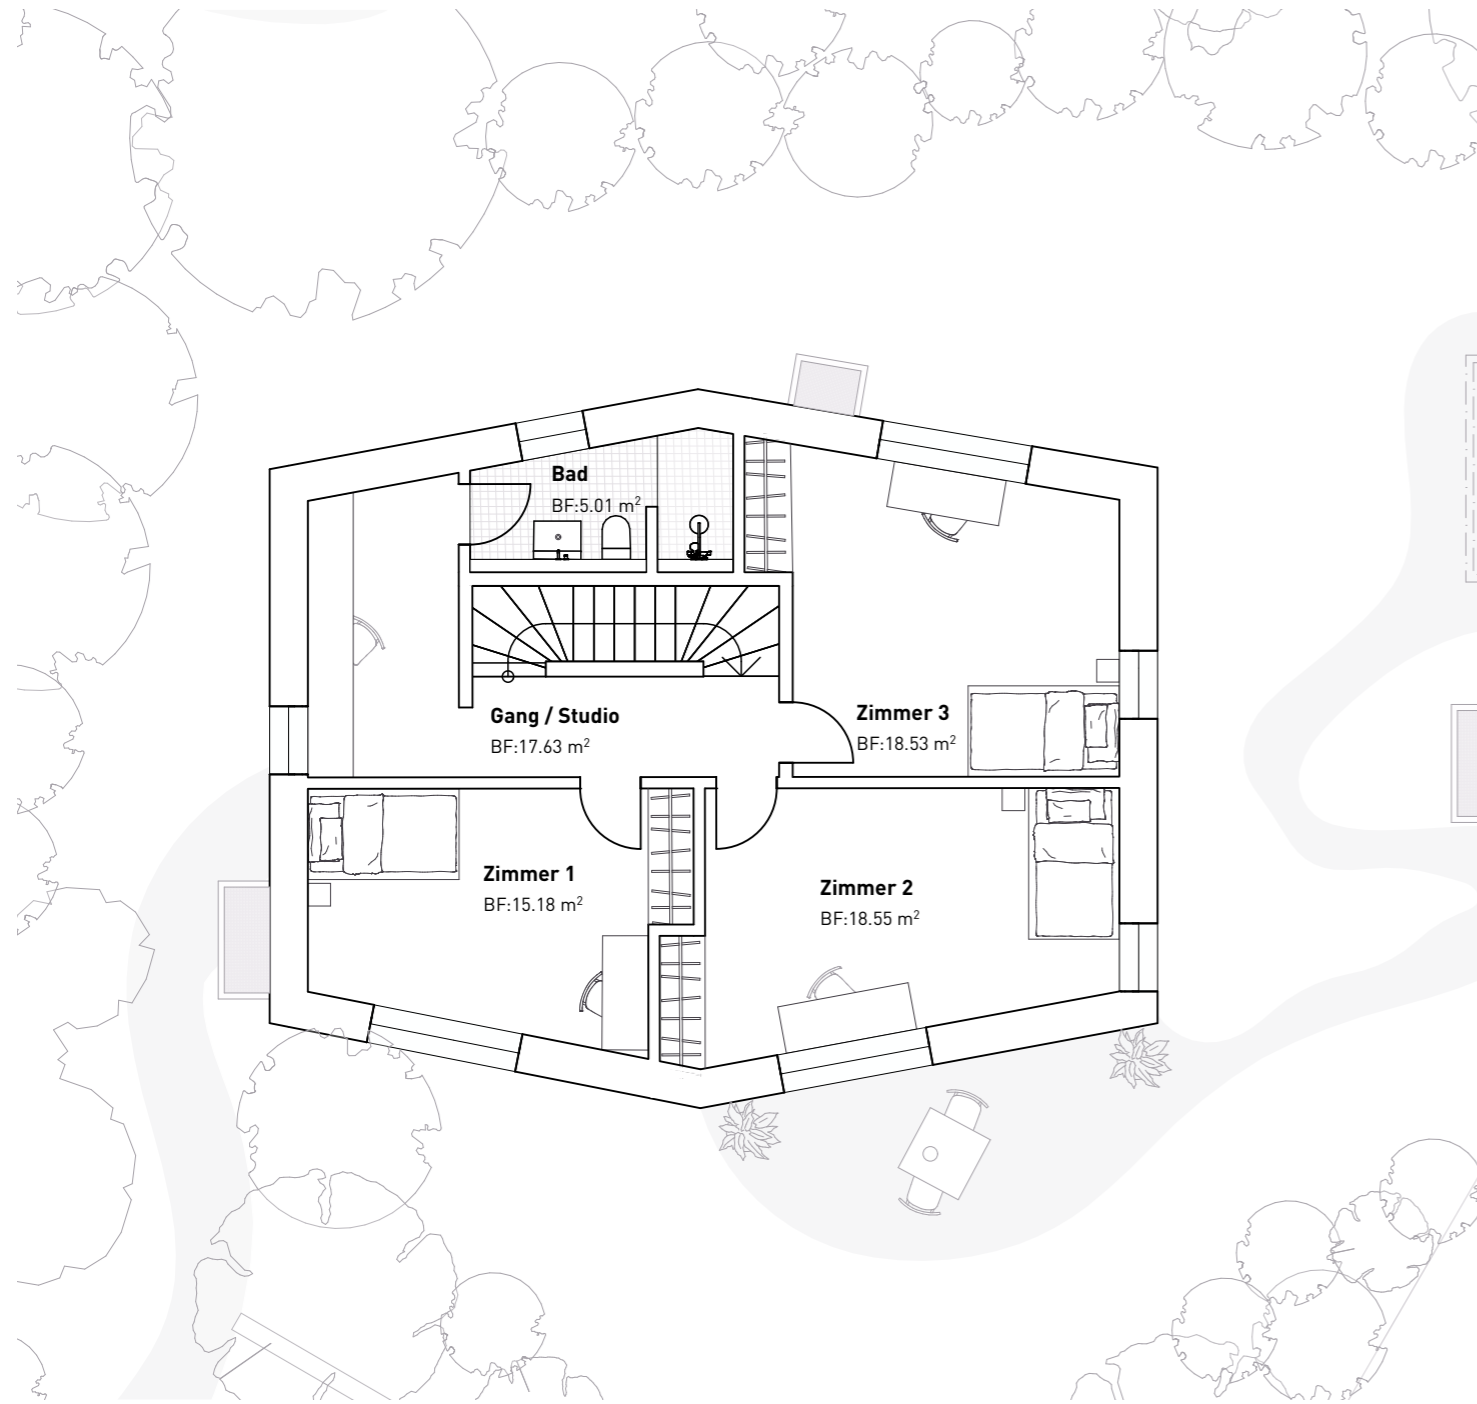 Bad
BF:5.01 m²
Gang / Studio
BF:17.63 m²
Zimmer 3
BF:18.53 m²
Zimmer 1
BF:15.18 m²
Zimmer 2
BF:18.55 m²